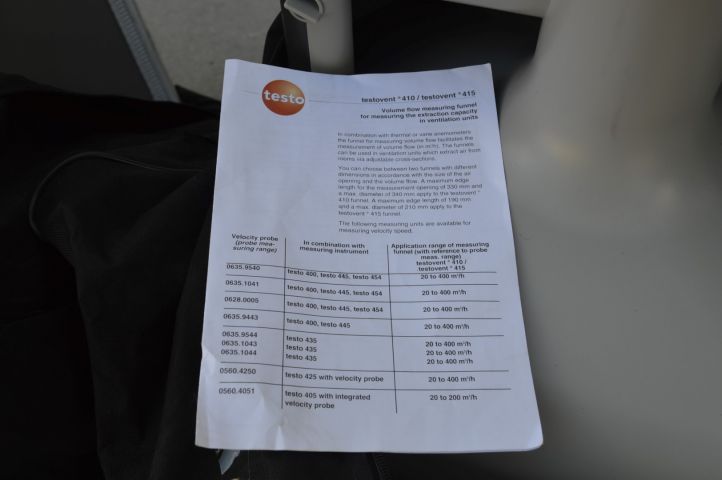 testo
testovent ® 410 / testovent ® 415
Volume flow measuring funnel
for measuring the extraction capacity
in ventilation units
In combination with thermal or vane anemometers
the funnel for measuring volume flow facilitates the
measurement of volume flow (in m³/h). The funnels
can be used in ventilation units which extract air from
rooms via adjustable cross-sections.
You can choose between two funnels with different
dimensions in accordance with the size of the air
opening and the volume flow. A maximum edge
length for the measurement opening of 330 mm and
a max. diameter of 340 mm apply to the testovent ®
410 funnel. A maximum edge length of 190 mm
and a max. diameter of 210 mm apply to the
testovent ® 415 funnel.
The following measuring units are available for
measuring velocity speed.
Velocity probe
(probe mea-
suring range)
In combination with
measuring instrument
Application range of measuring
funnel (with reference to probe
meas. range)
testovent ® 410 /
testovent ® 415
0635.9540 testo 400, testo 445, testo 454 20 to 400 m³/h
0635.1041 testo 400, testo 445, testo 454 20 to 400 m³/h
0628.0005 testo 400, testo 445, testo 454 20 to 400 m³/h
0635.9443 testo 400, testo 445 20 to 400 m³/h
0635.9544 testo 435 20 to 400 m³/h
0635.1043 testo 435 20 to 400 m³/h
0635.1044 testo 435 20 to 400 m³/h
0560.4250 testo 425 with velocity probe 20 to 400 m³/h
0560.4051 testo 405 with integrated 20 to 200 m³/h
velocity probe